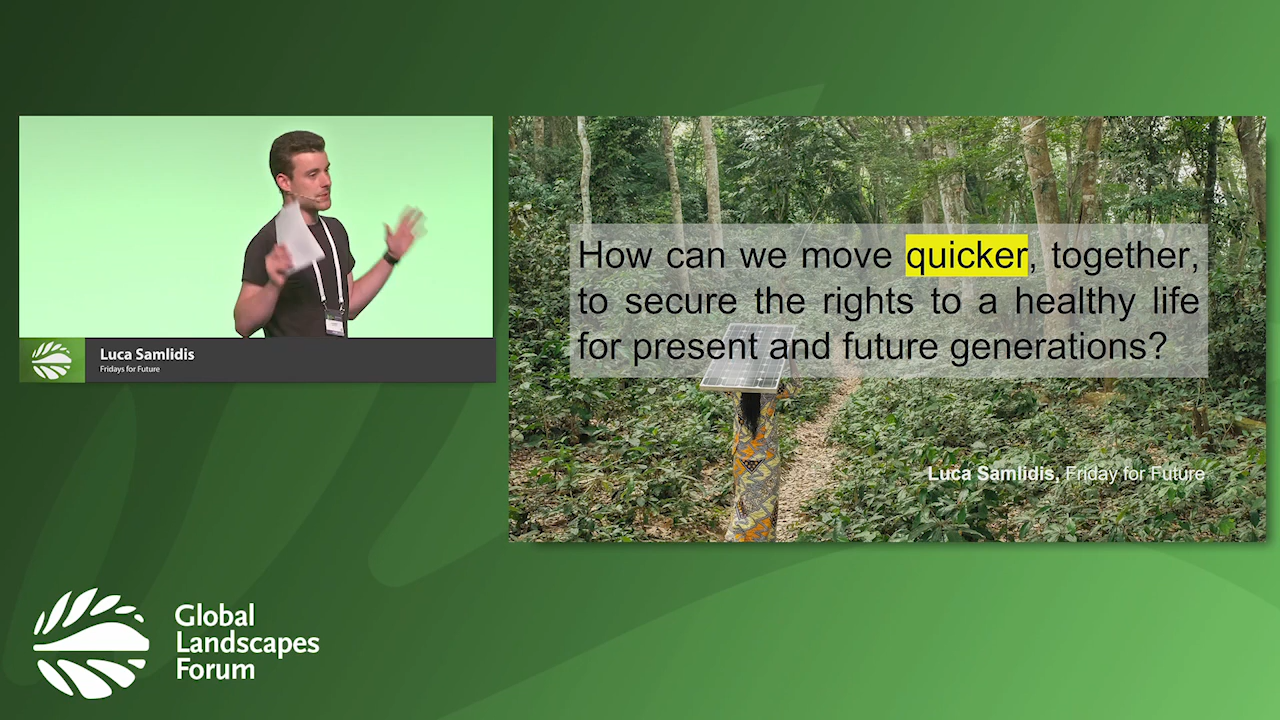 Luca Samlidis
Fridays for Future
How can we move quicker, together,
to secure the rights to a healthy life
for present and future generations?
Luca Samlidis, Friday for Future
Global
Landscapes
Forum